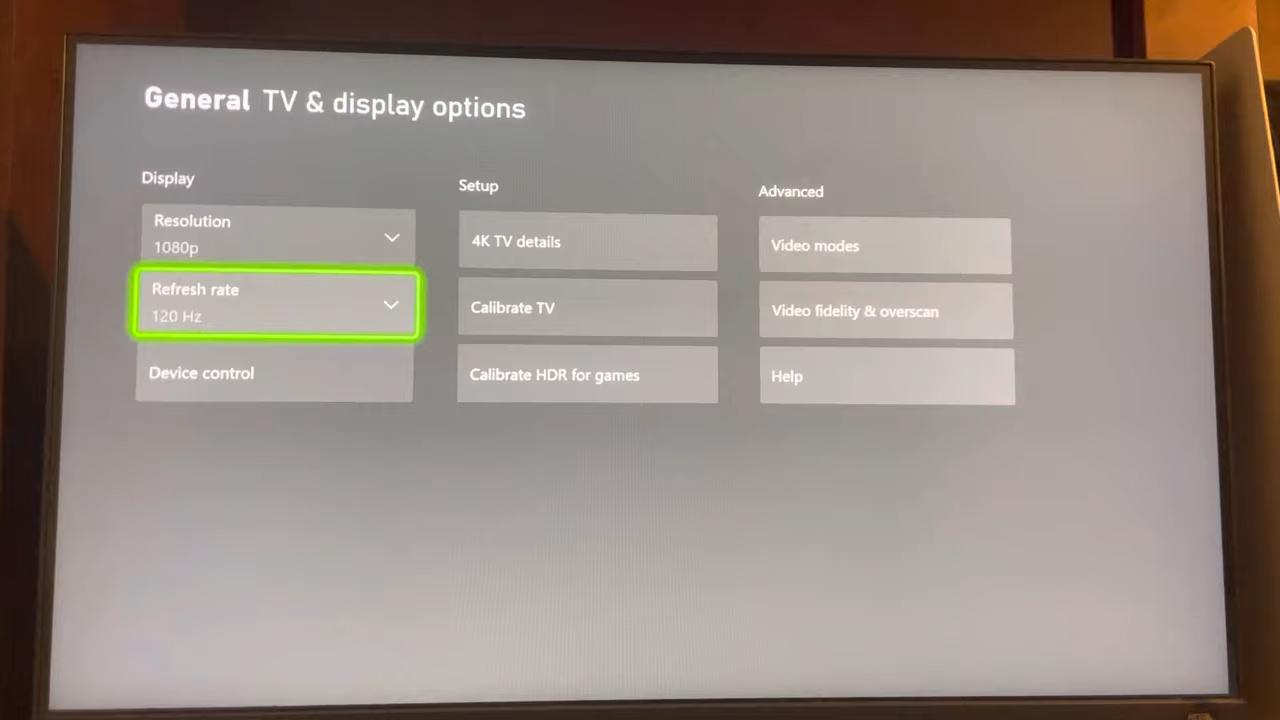 General TV & display options
Display
Resolution
1080p
Refresh rate
120 Hz
Device control
Setup
4K TV details
Calibrate TV
Calibrate HDR for games
Advanced
Video modes
Video fidelity & overscan
Help